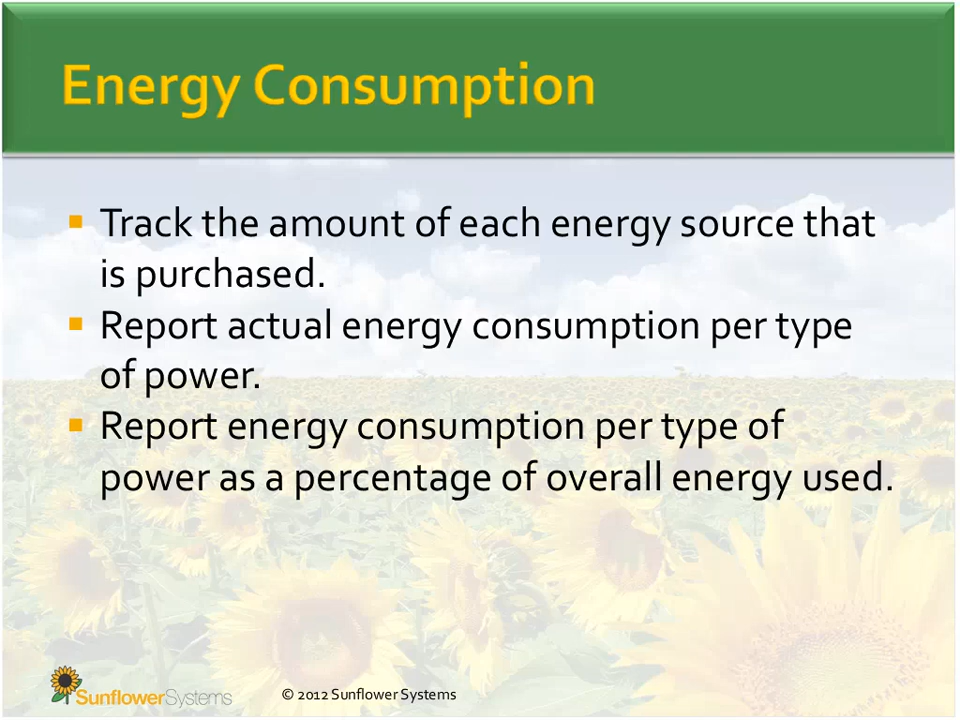 Energy Consumption
▪ Track the amount of each energy source that
is purchased.
▪ Report actual energy consumption per type
of power.
▪ Report energy consumption per type of
power as a percentage of overall energy used.
SunflowerSystems
© 2012 Sunflower Systems